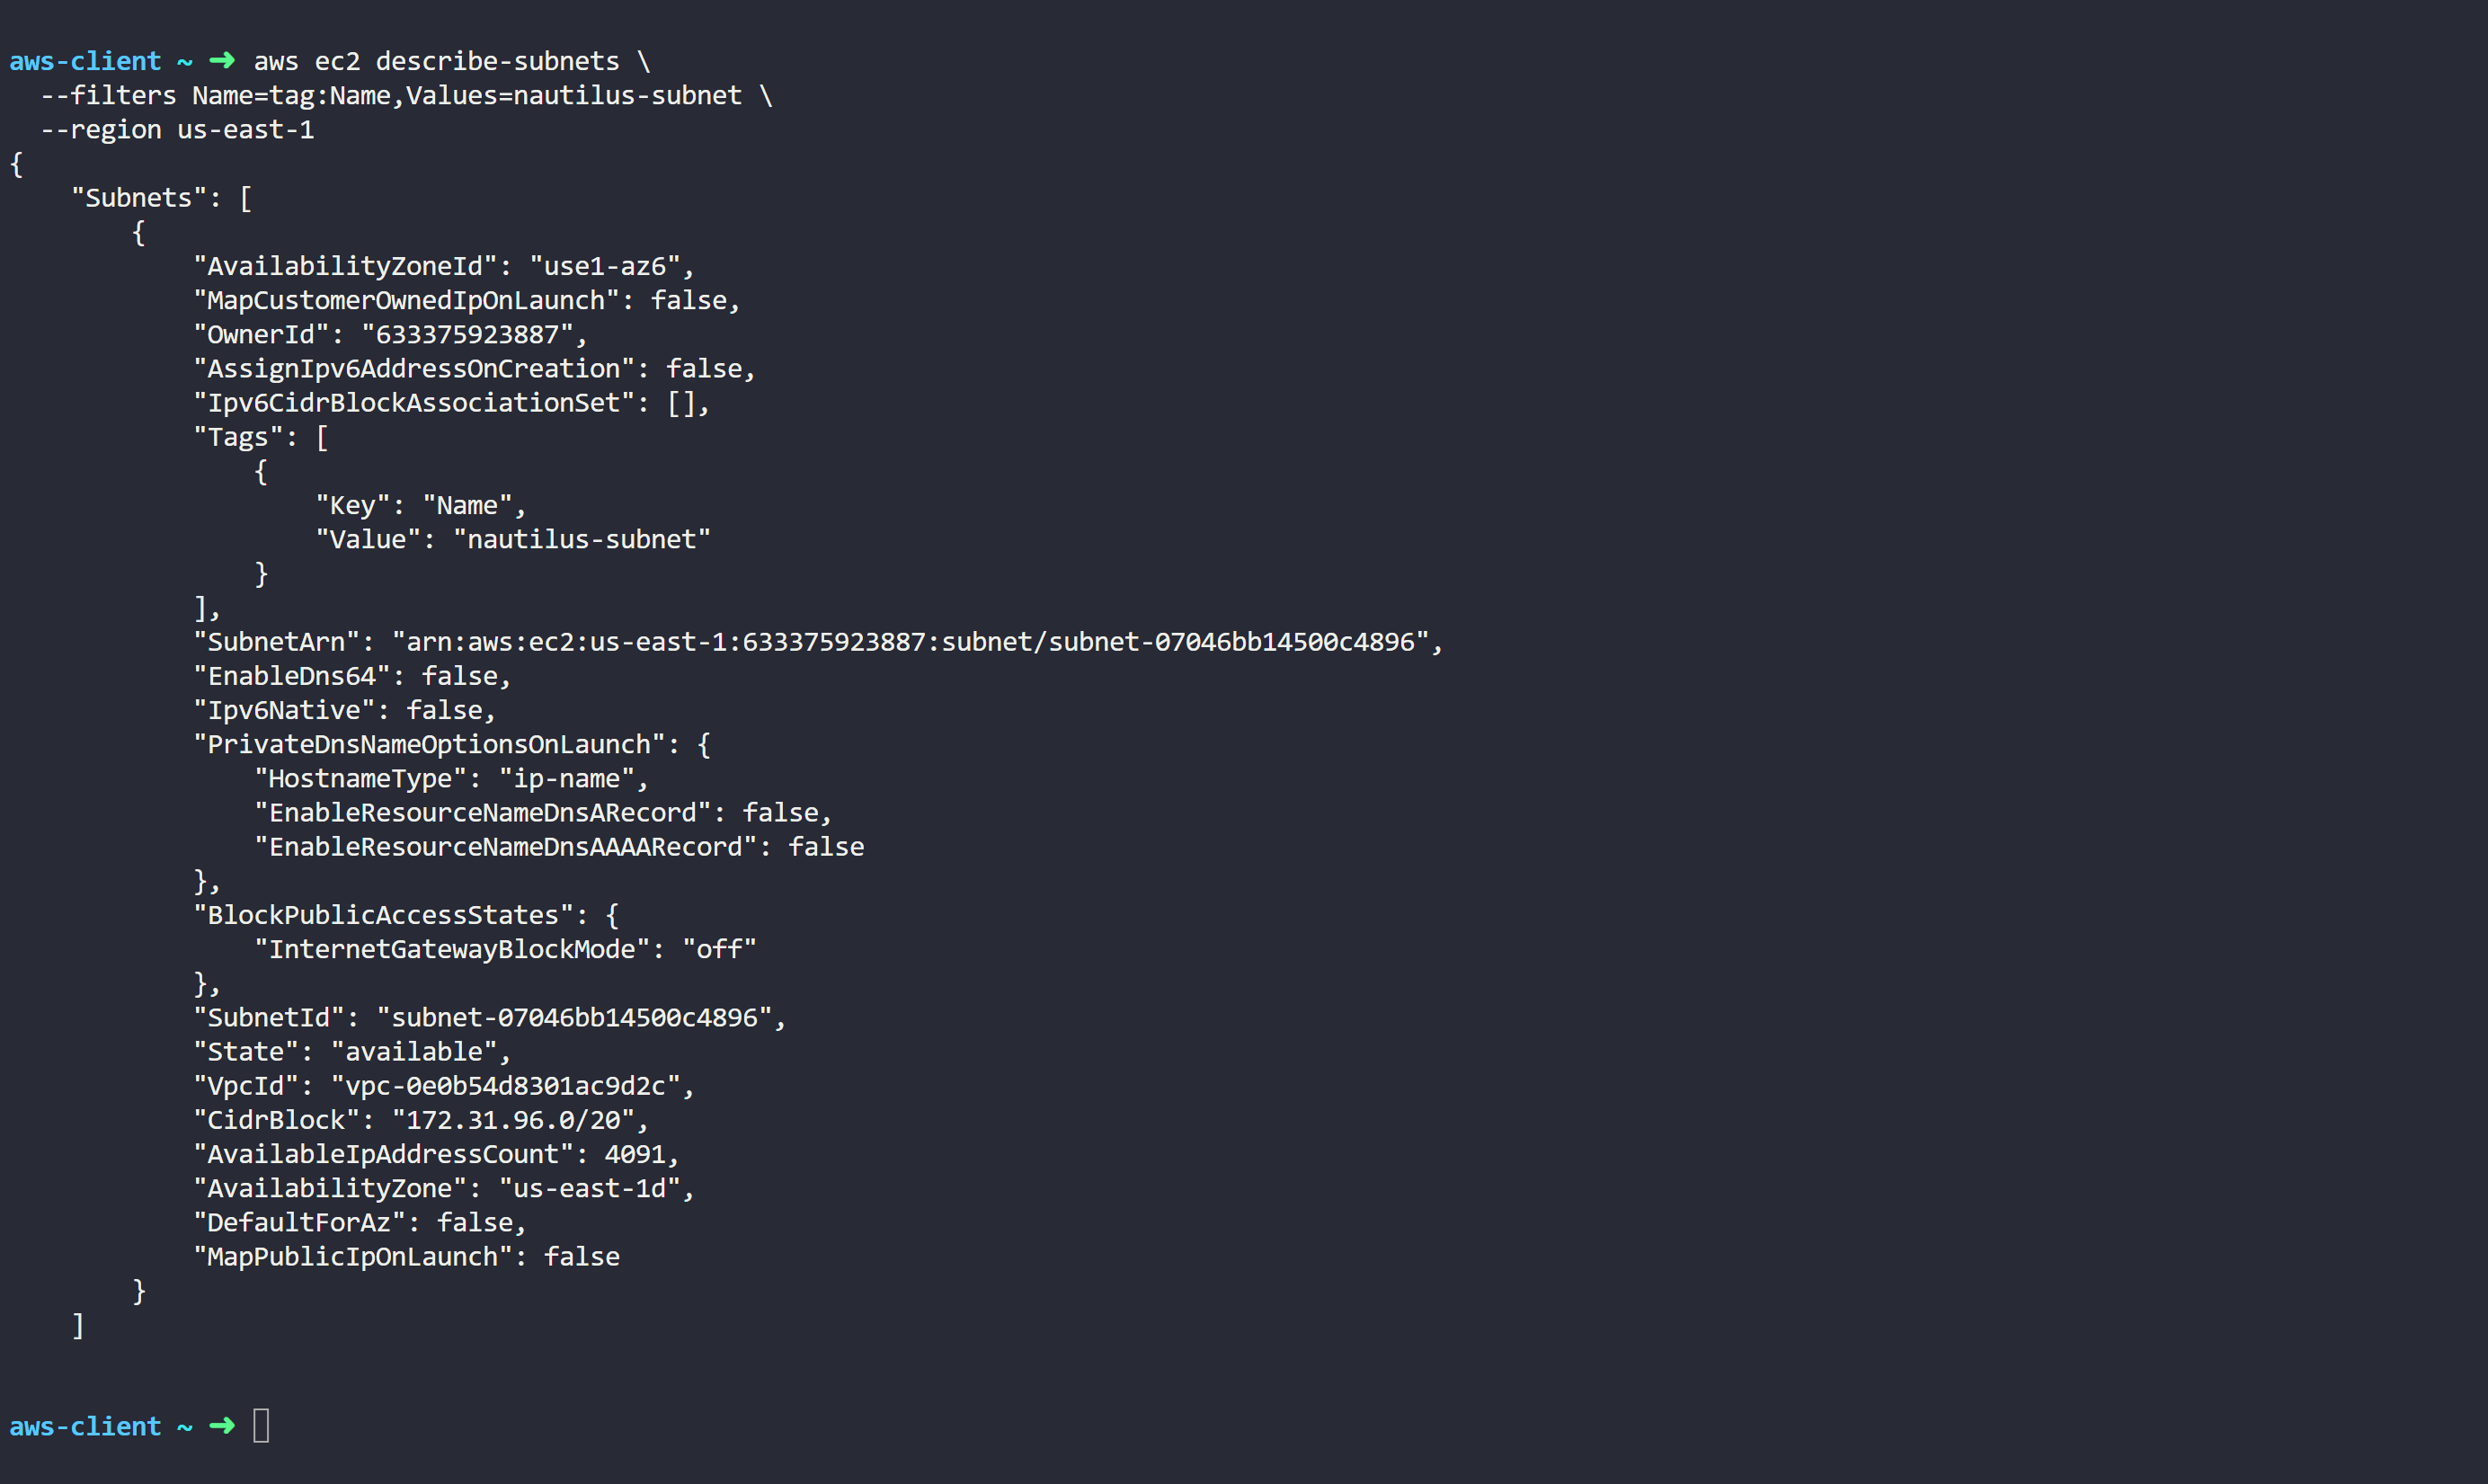 aws-client ~ ➜ aws ec2 describe-subnets \
  --filters Name=tag:Name,Values=nautilus-subnet \
  --region us-east-1
{
    "Subnets": [
        {
            "AvailabilityZoneId": "use1-az6",
            "MapCustomerOwnedIpOnLaunch": false,
            "OwnerId": "633375923887",
            "AssignIpv6AddressOnCreation": false,
            "Ipv6CidrBlockAssociationSet": [],
            "Tags": [
                {
                    "Key": "Name",
                    "Value": "nautilus-subnet"
                }
            ],
            "SubnetArn": "arn:aws:ec2:us-east-1:633375923887:subnet/subnet-07046bb14500c4896",
            "EnableDns64": false,
            "Ipv6Native": false,
            "PrivateDnsNameOptionsOnLaunch": {
                "HostnameType": "ip-name",
                "EnableResourceNameDnsARecord": false,
                "EnableResourceNameDnsAAAARecord": false
            },
            "BlockPublicAccessStates": {
                "InternetGatewayBlockMode": "off"
            },
            "SubnetId": "subnet-07046bb14500c4896",
            "State": "available",
            "VpcId": "vpc-0e0b54d8301ac9d2c",
            "CidrBlock": "172.31.96.0/20",
            "AvailableIpAddressCount": 4091,
            "AvailabilityZone": "us-east-1d",
            "DefaultForAz": false,
            "MapPublicIpOnLaunch": false
        }
    ]
aws-client ~ ➜